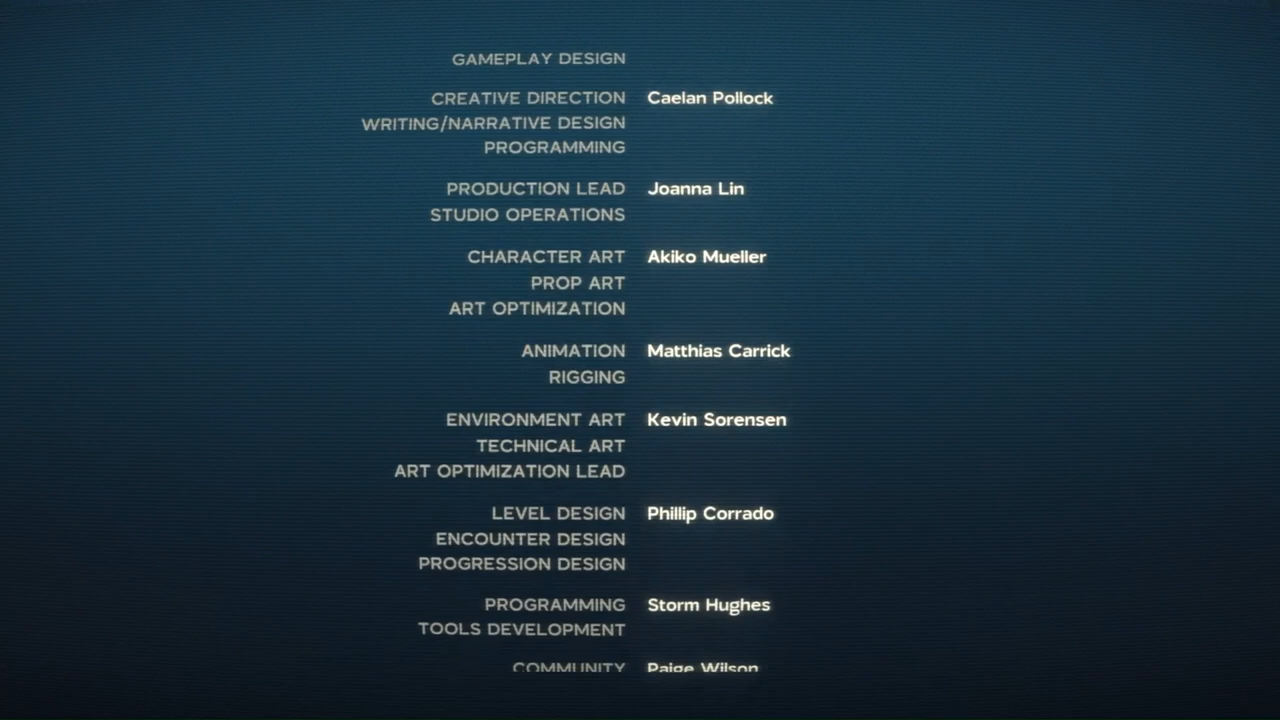 GAMEPLAY DESIGN
CREATIVE DIRECTION Caelan Pollock
WRITING/NARRATIVE DESIGN
PROGRAMMING
PRODUCTION LEAD Joanna Lin
STUDIO OPERATIONS
CHARACTER ART Akiko Mueller
PROP ART
ART OPTIMIZATION
ANIMATION Matthias Carrick
RIGGING
ENVIRONMENT ART Kevin Sorensen
TECHNICAL ART
ART OPTIMIZATION LEAD
LEVEL DESIGN Phillip Corrado
ENCOUNTER DESIGN
PROGRESSION DESIGN
PROGRAMMING Storm Hughes
TOOLS DEVELOPMENT
COMMUNITY Paige Wilson